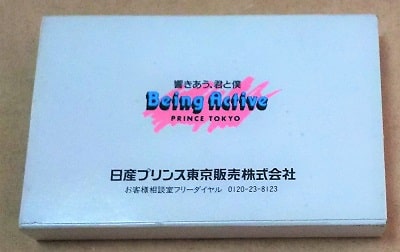 響きあう、君と僕
Being Active
PRINCE TOKYO
日産プリンス東京販売株式会社
お客様相談室フリーダイヤル 0120-23-8123